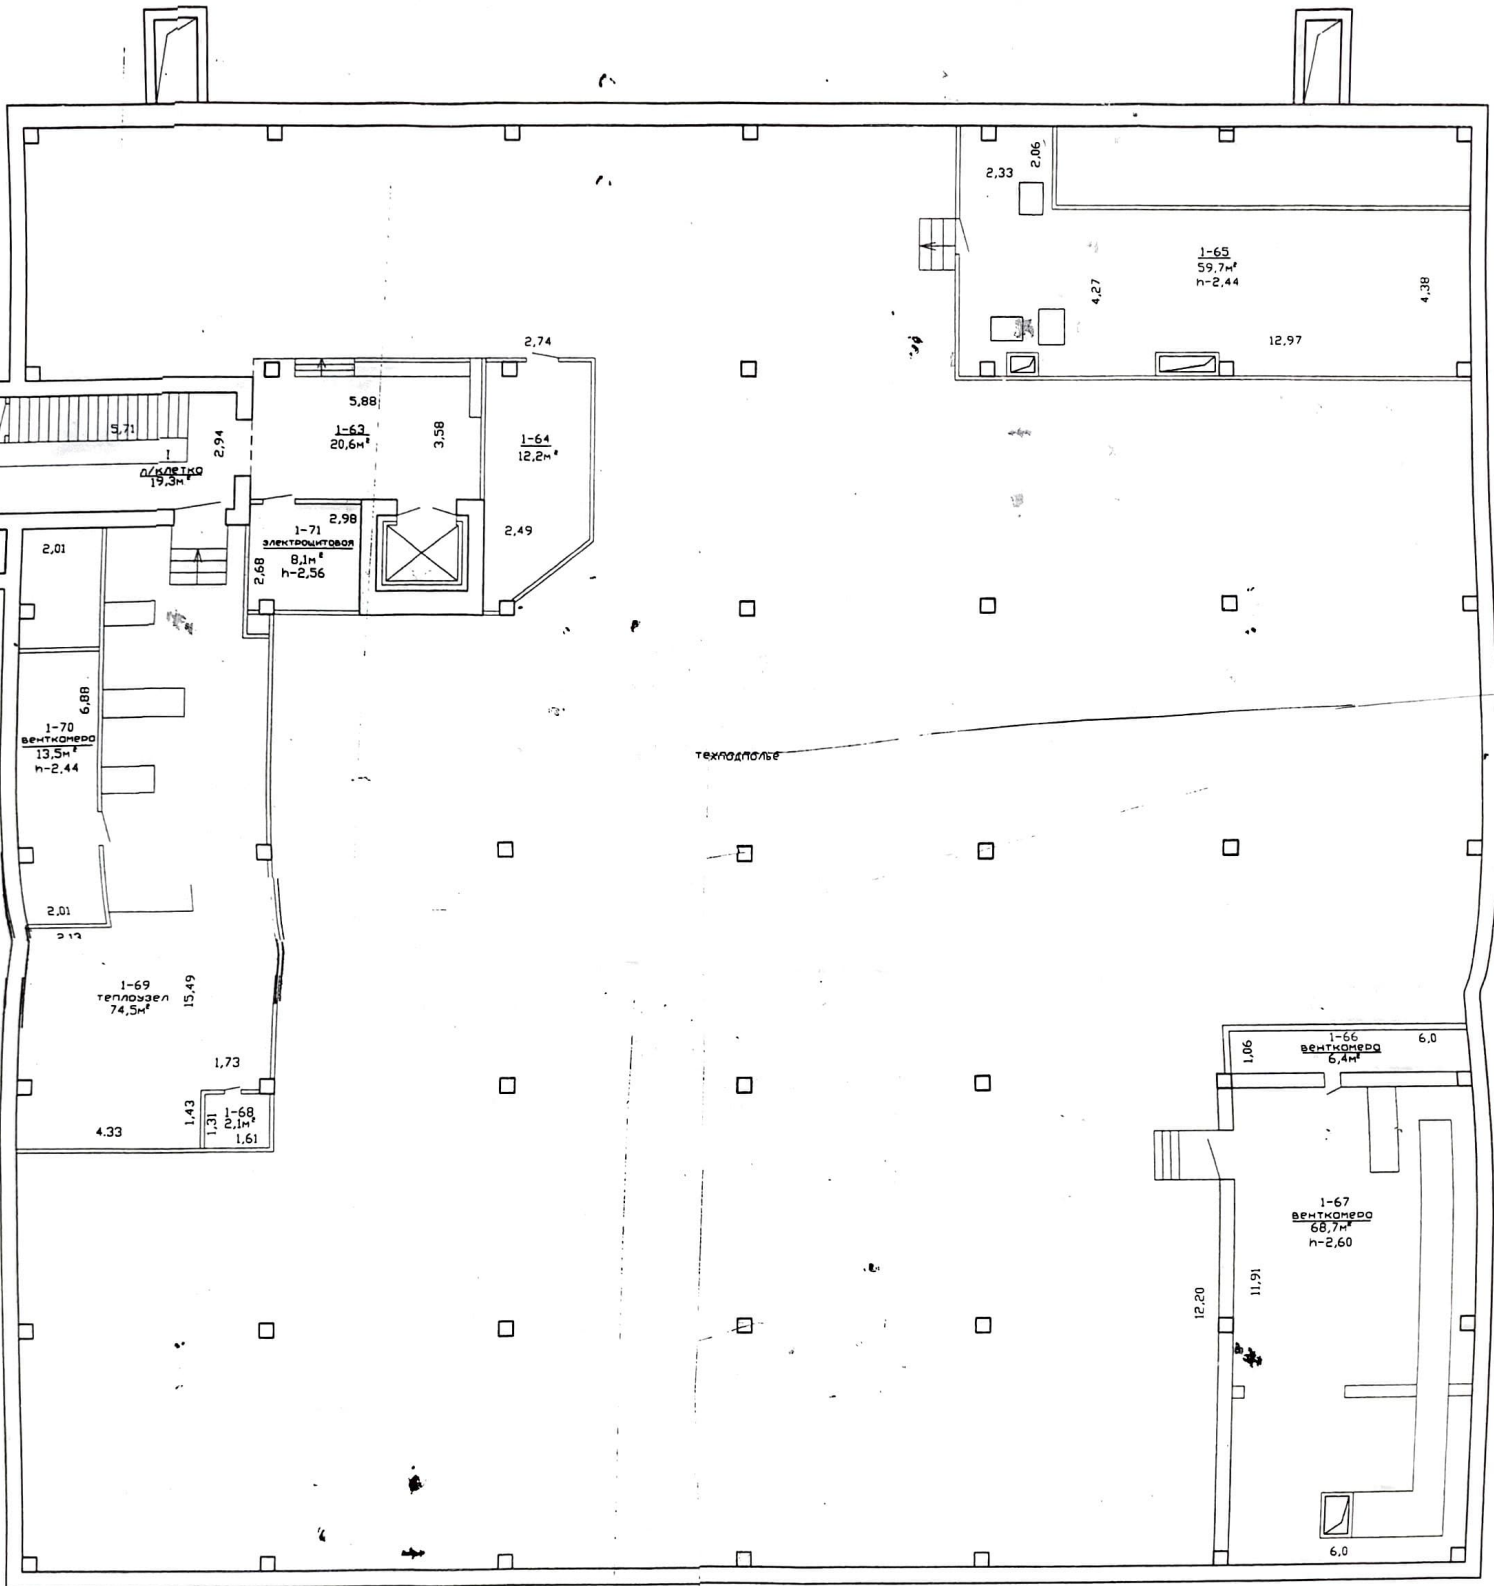 2,33
2,06
1-65
59,7м²
h-2,44
4,27
4,38
12,97
2,74
5,88
1-63
20,6м²
3,58
1-64
12,2м²
2,49
5,71
2,94
I
л/клетка
19,3м²
2,98
1-71
электрощитовая
8,1м²
h-2,56
2,68
2,01
6,88
1-70
венткамера
13,5м²
h-2,44
2,01
2,13
техподполье
1-69
теплоузел
74,5м²
15,49
1,73
1,43
1,31
1-68
2,1м²
1,61
4.33
1-66
венткамера
6,4м²
6,0
1,06
1-67
венткамера
68,7м²
h-2,60
12,20
11,91
6,0